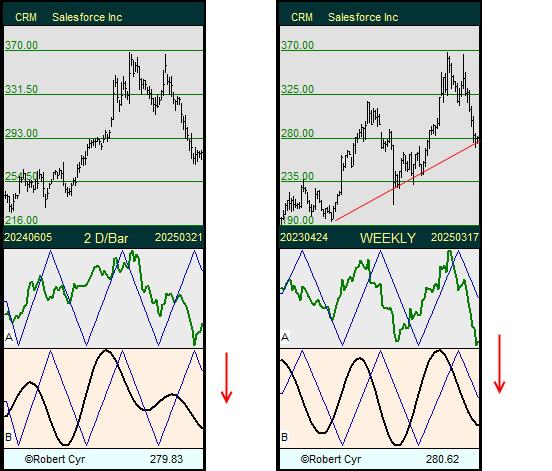 CRM Salesforce Inc
370.00
331.50
293.00
216.00
20240605 2 D/Bar 20250321
A
B
©Robert Cyr 279.83
CRM Salesforce Inc
370.00
325.00
280.00
235.00
190.00
20230424 WEEKLY 20250317
A
B
©Robert Cyr 280.62